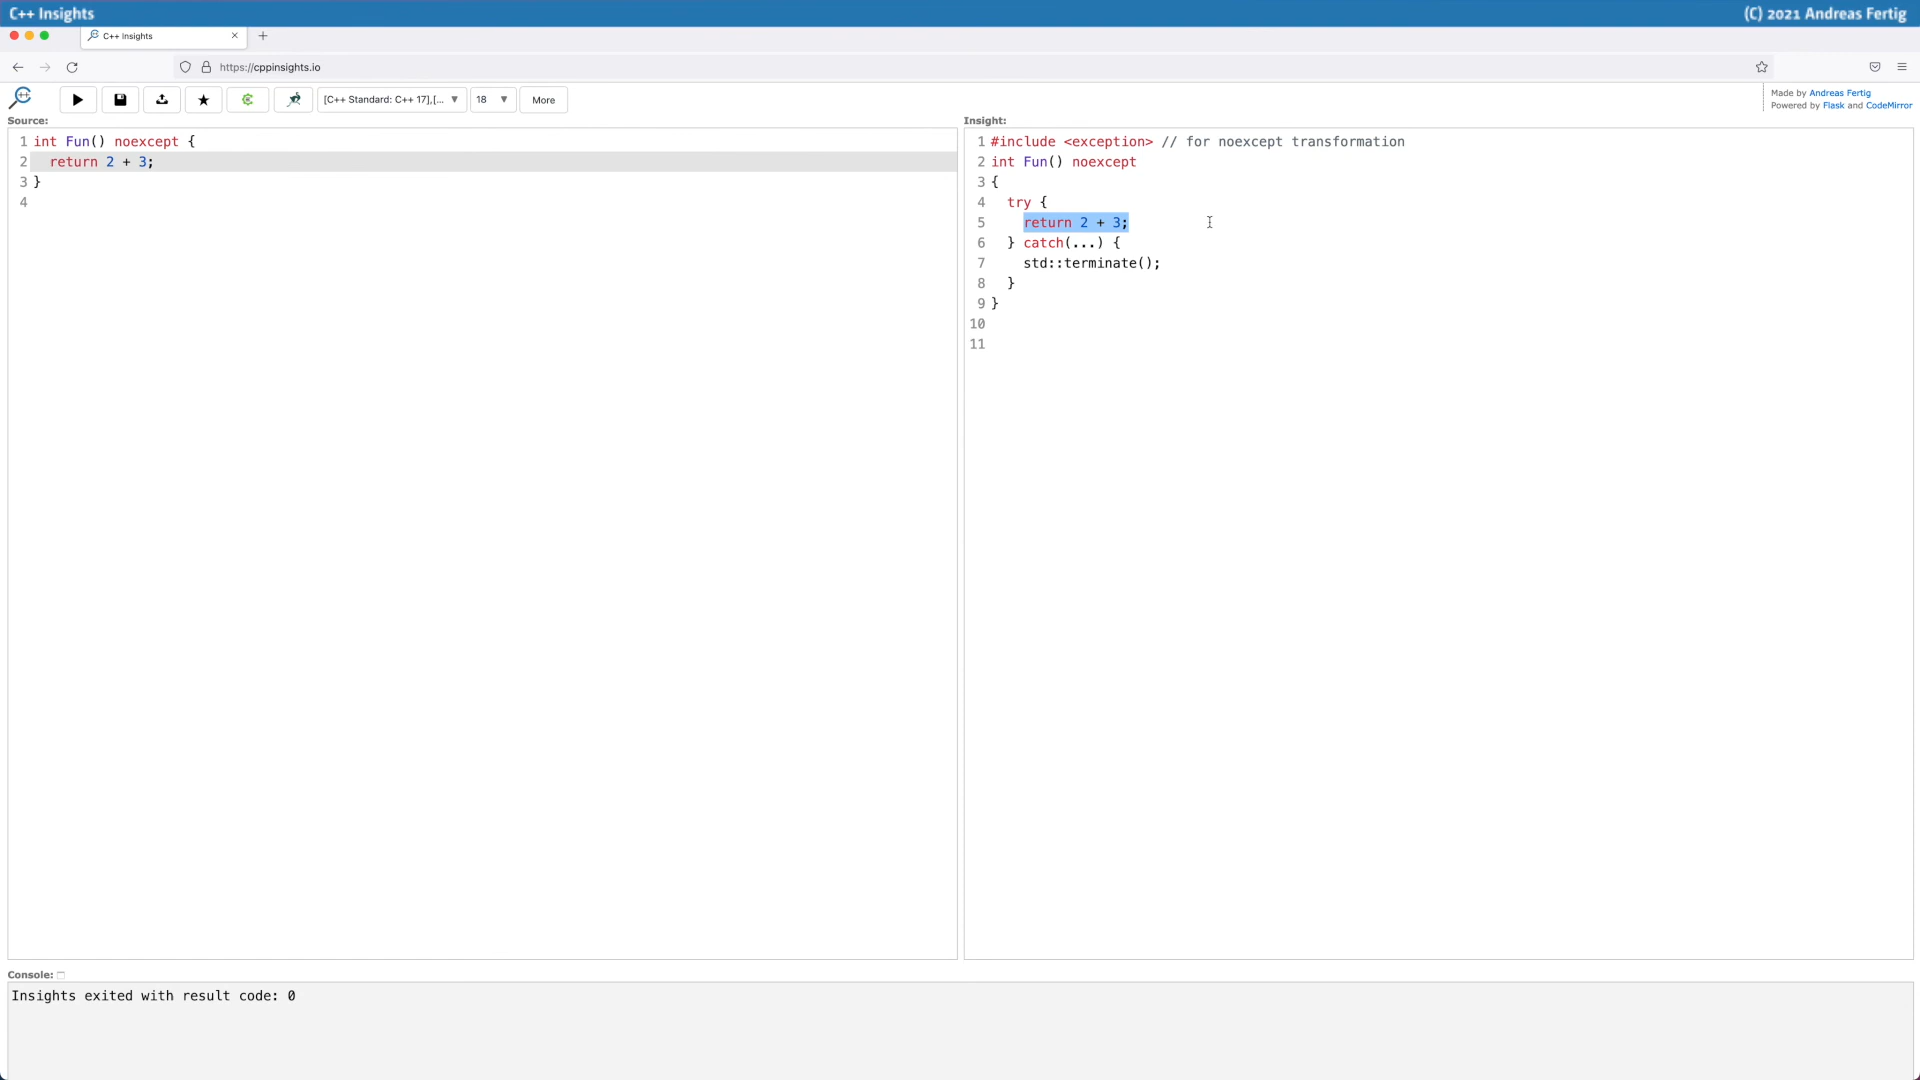 C++ Insights
(C) 2021 Andreas Fertig
C++ Insights
https://cppinsights.io
[C++ Standard: C++ 17],[...
18
More
Made by Andreas Fertig
Powered by Flask and CodeMirror
Source:
1 int Fun() noexcept {
2   return 2 + 3;
3 }
4
Insight:
1 #include <exception> // for noexcept transformation
2 int Fun() noexcept
3 {
4   try {
5     return 2 + 3;
6   } catch(...) {
7     std::terminate();
8   }
9 }
10
11
Console:
Insights exited with result code: 0